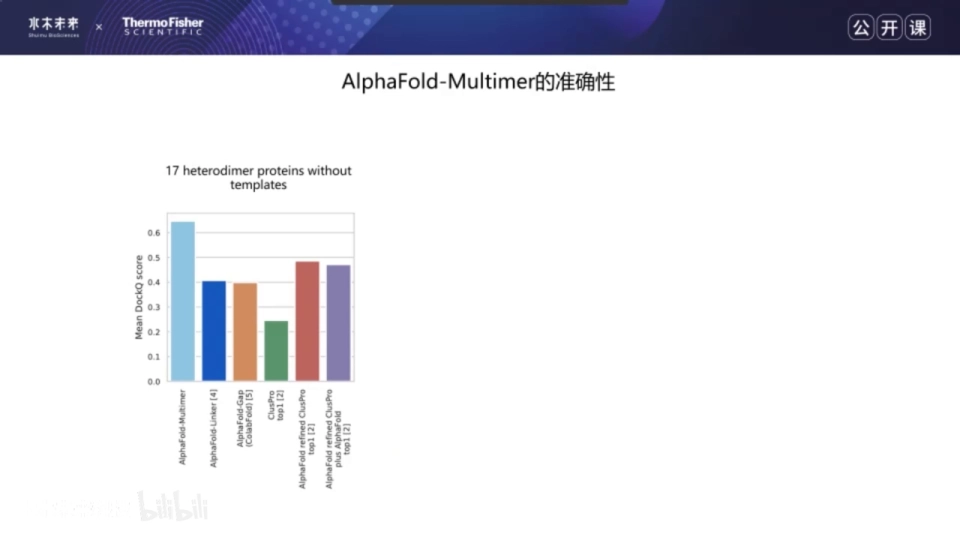 水木未来
Shuimu BioSciences
×
ThermoFisher
SCIENTIFIC
公开课
AlphaFold-Multimer的准确性
17 heterodimer proteins without
templates
Mean DockQ score
0.6
0.5
0.4
0.3
0.2
0.1
0.0
AlphaFold-Multimer
AlphaFold-Linker [4]
AlphaFold-Gap
(ColabFold) [5]
ClusPro
top1 [2]
AlphaFold refined ClusPro
top1 [2]
AlphaFold refined ClusPro
plus AlphaFold
top1 [2]
bilibili